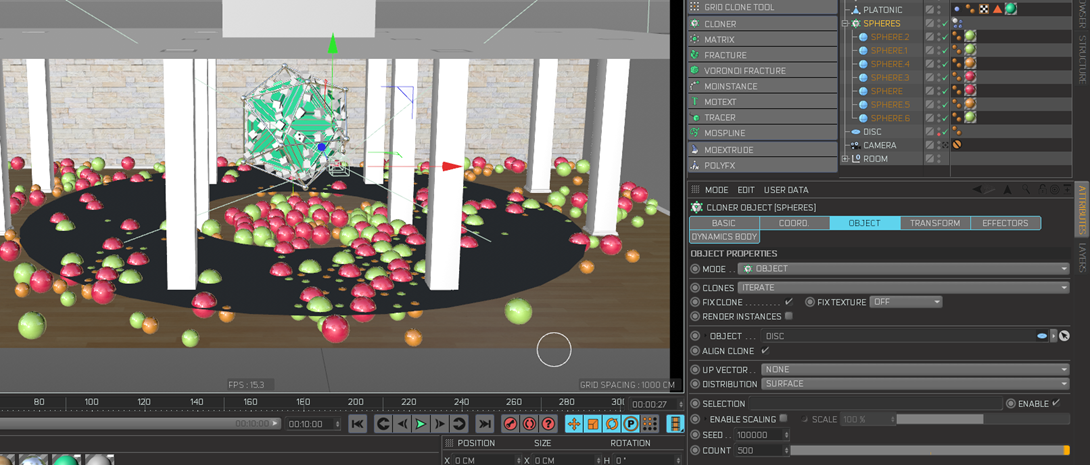 GRID CLONE TOOL
CLONER
MATRIX
FRACTURE
VORONOI FRACTURE
MOINSTANCE
MOTEXT
TRACER
MOSPLINE
MOEXTRUDE
POLYFX
PLATONIC
SPHERES
SPHERE.2
SPHERE.1
SPHERE.4
SPHERE.3
SPHERE
SPHERE.5
SPHERE.6
DISC
CAMERA
ROOM
STRUCTURE
MODE EDIT USER DATA
CLONER OBJECT [SPHERES]
BASIC COORD. OBJECT TRANSFORM EFFECTORS
DYNAMICS BODY
OBJECT PROPERTIES
MODE . . OBJECT
CLONES ITERATE
FIX CLONE . . . . . . . . FIX TEXTURE OFF
RENDER INSTANCES
OBJECT . . . DISC
ALIGN CLONE
UP VECTOR . . NONE
DISTRIBUTION SURFACE
SELECTION ENABLE
ENABLE SCALING SCALE 100 %
SEED . . 100000
COUNT 500
ATTRIBUTES
LAYERS
FPS : 15.3
GRID SPACING : 1000 CM
80 100 120 140 160 180 200 220 240 260 280 300
00:00:27
00:10:00 00:10:00
POSITION SIZE ROTATION
X 0 CM X 0 CM H 0 °